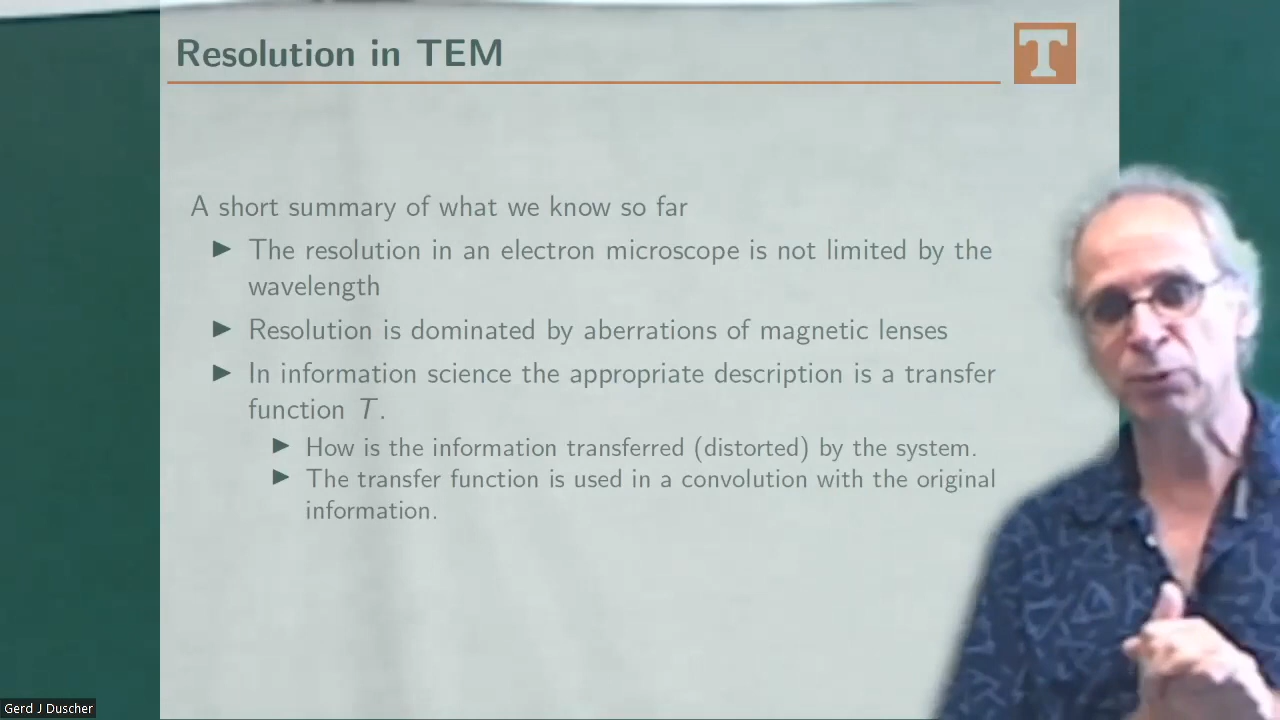 Resolution in TEM
T
A short summary of what we know so far
▶ The resolution in an electron microscope is not limited by the
wavelength
▶ Resolution is dominated by aberrations of magnetic lenses
▶ In information science the appropriate description is a transfer
function T.
▶ How is the information transferred (distorted) by the system.
▶ The transfer function is used in a convolution with the original
information.
Gerd J Duscher